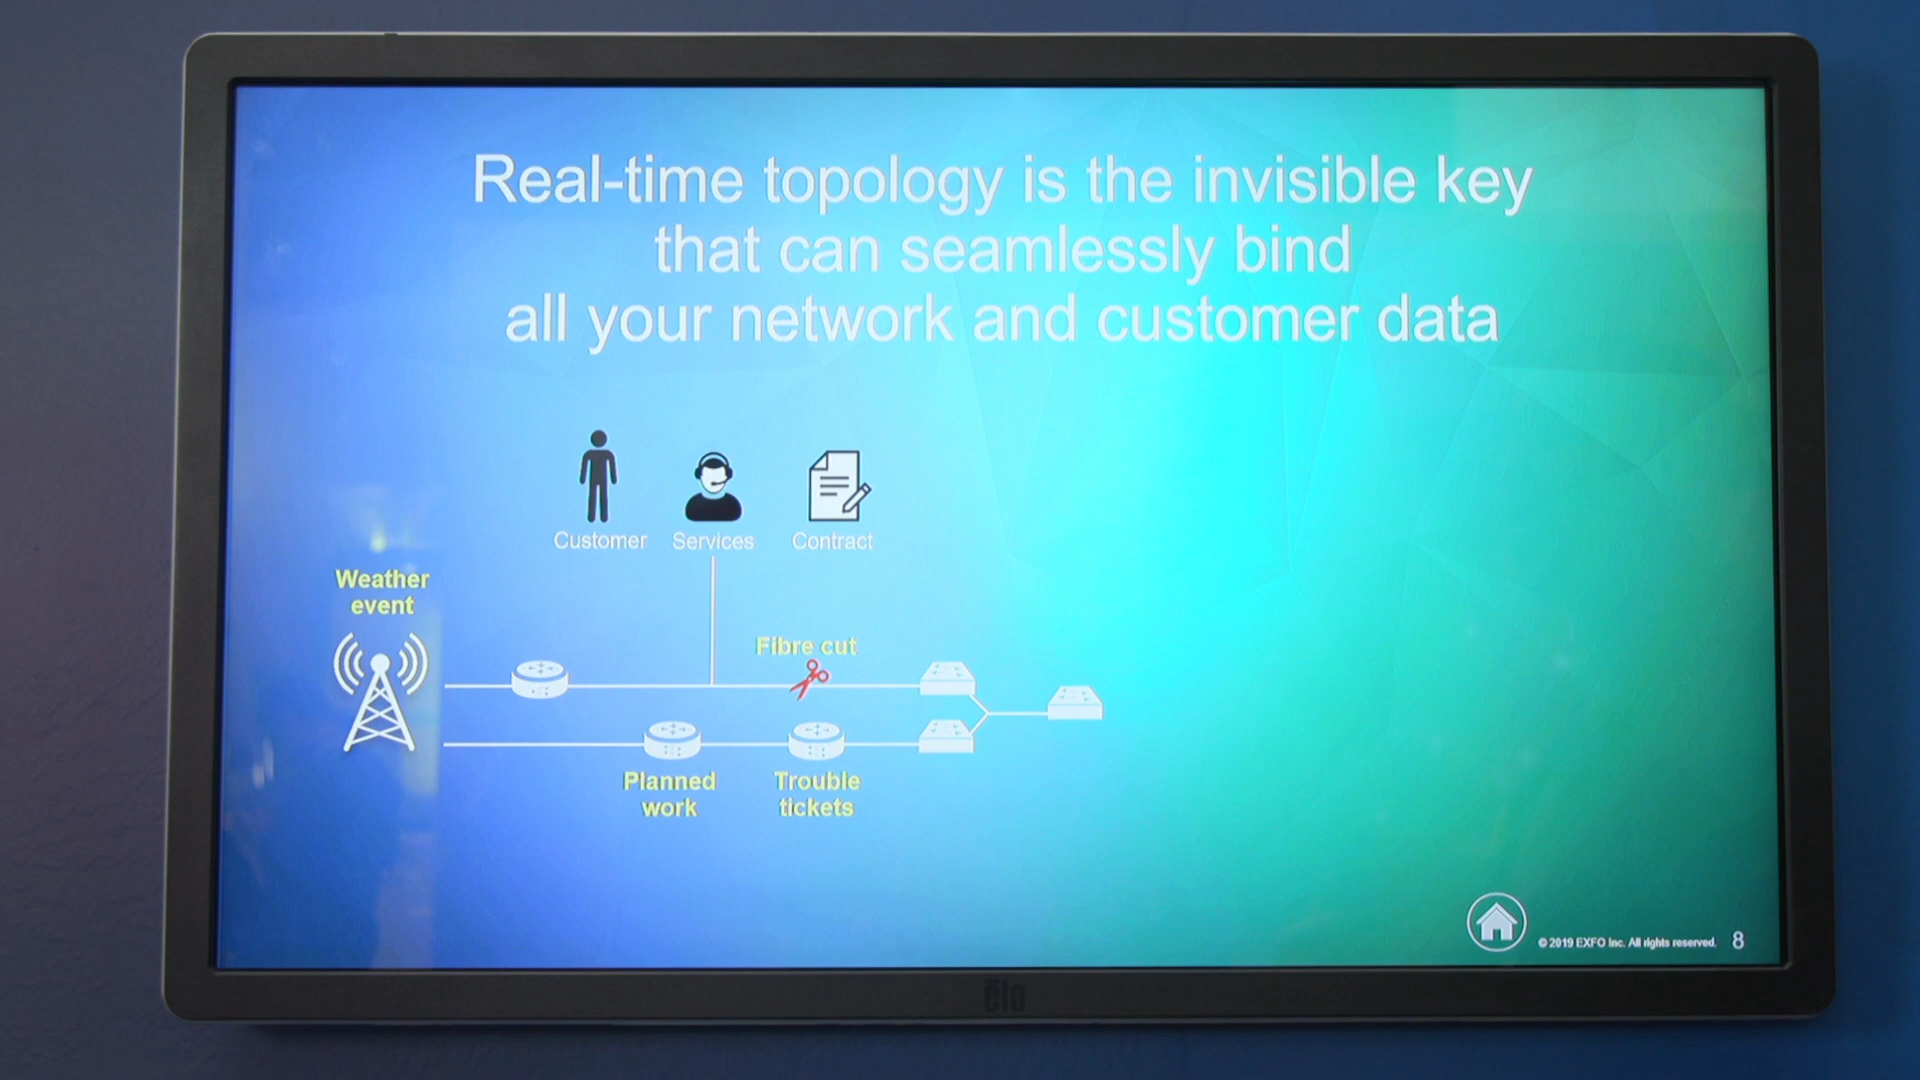 Real-time topology is the invisible key
that can seamlessly bind
all your network and customer data
Customer
Services
Contract
Weather
event
Fibre cut
Planned
work
Trouble
tickets
© 2019 EXFO Inc. All rights reserved. 8
elo